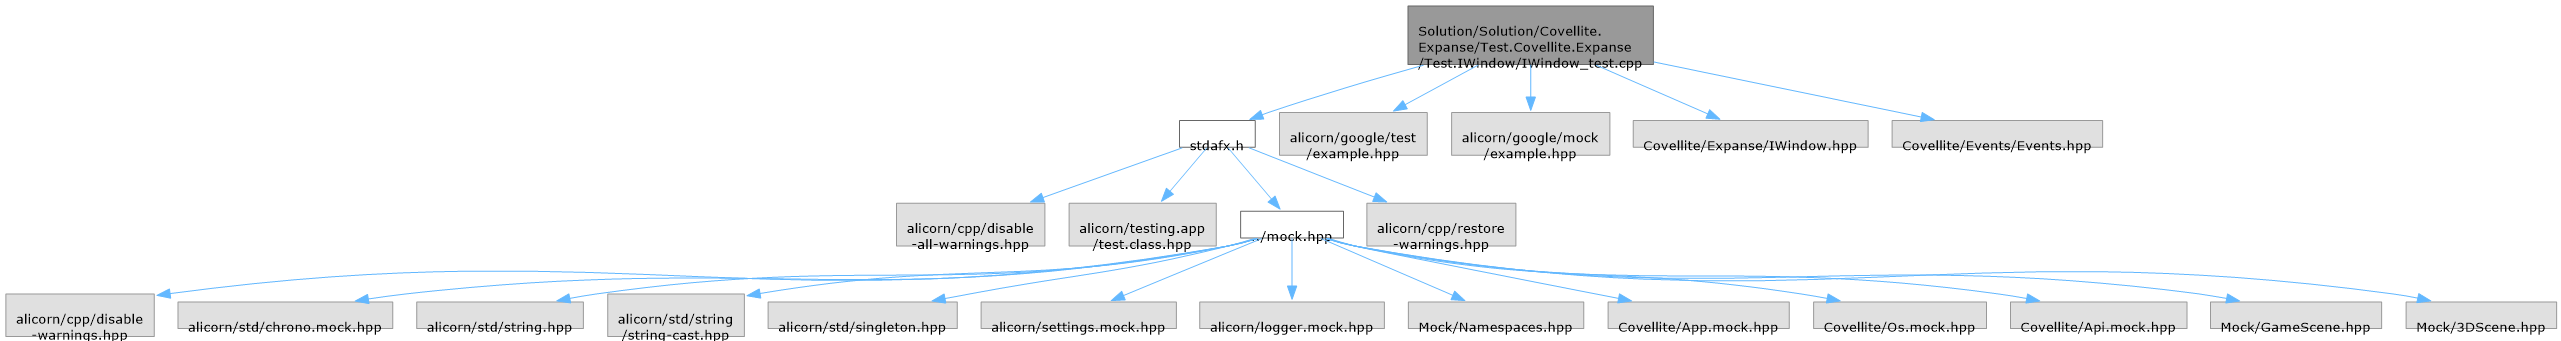 Solution/Solution/Covellite.
Expanse/Test.Covellite.Expanse
/Test.IWindow/IWindow_test.cpp
stdafx.h
alicorn/google/test
/example.hpp
alicorn/google/mock
/example.hpp
Covellite/Expanse/IWindow.hpp
Covellite/Events/Events.hpp
alicorn/cpp/disable
-all-warnings.hpp
alicorn/testing.app
/test.class.hpp
../mock.hpp
alicorn/cpp/restore
-warnings.hpp
alicorn/cpp/disable
-warnings.hpp
alicorn/std/chrono.mock.hpp
alicorn/std/string.hpp
alicorn/std/string
/string-cast.hpp
alicorn/std/singleton.hpp
alicorn/settings.mock.hpp
alicorn/logger.mock.hpp
Mock/Namespaces.hpp
Covellite/App.mock.hpp
Covellite/Os.mock.hpp
Covellite/Api.mock.hpp
Mock/GameScene.hpp
Mock/3DScene.hpp